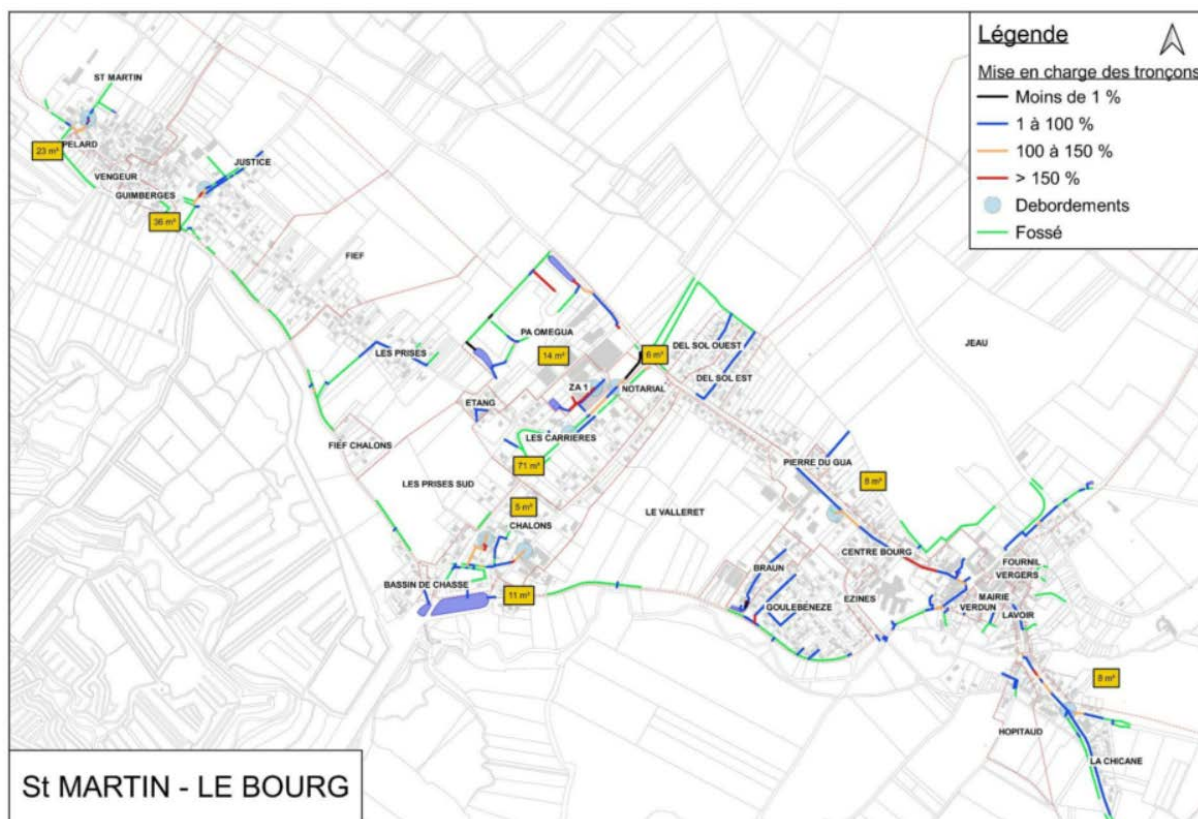 Légende
Mise en charge des tronçons
Moins de 1 %
1 à 100 %
100 à 150 %
> 150 %
Debordements
Fossé
ST MARTIN
23 m³
PELARD
VENGEUR
JUSTICE
GUIMBERGES
36 m³
FIEF
PA OMEGUA
LES PRISES
14 m³
6 m³
DEL SOL OUEST
JEAU
DEL SOL EST
ZA 1
NOTARIAL
ETANG
LES CARRIERES
FIEF CHALONS
71 m³
PIERRE DU GUA
8 m³
LES PRISES SUD
5 m³
LE VALLERET
CHALONS
CENTRE BOURG
FOURNIL
BRAUN
VERGERS
BASSIN DE CHASSE
11 m³
GOULEBENEZE
EZINES
MAIRIE
VERDUN
LAVOIR
8 m³
HOPITAUD
LA CHICANE
St MARTIN - LE BOURG